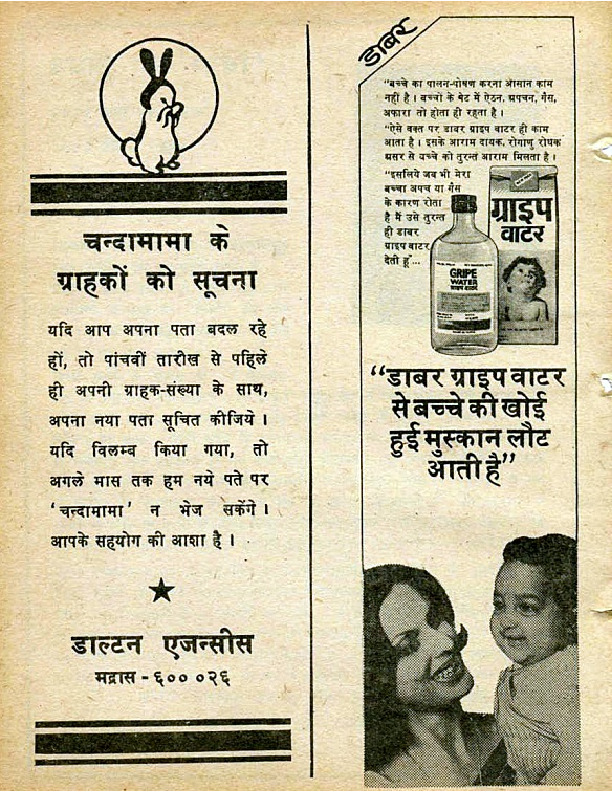 चन्दामामा के
ग्राहकों को सूचना
यदि आप अपना पता बदल रहे
हों, तो पांचवीं तारीख से पहिले
ही अपनी ग्राहक-संख्या के साथ,
अपना नया पता सूचित कीजिये ।
यदि विलम्ब किया गया, तो
अगले मास तक हम नये पते पर
'चन्दामामा' न भेज सकेंगे ।
आपके सहयोग की आशा है ।
डाल्टन एजन्सीस
मद्रास - ६०० ०२६
डाबर
"बच्चे का पालन-पोषण करना आसान काम
नहीं है । बच्चों के पेट में ऐंठन, अपचन, गैस,
अफारा तो होता ही रहता है ।
"ऐसे वक्त पर डाबर ग्राइप वाटर ही काम
आता है । इसके आराम दायक, रोगाणु रोधक
असर से बच्चे को तुरन्त आराम मिलता है ।
"इसलिये जब भी मेरा
बच्चा अपच या गैस
के कारण रोता
है मैं उसे तुरन्त
ही डाबर
ग्राइप वाटर
देती हूँ...
ग्राइप
वाटर
GRIPE
WATER
ग्राइप वाटर
"डाबर ग्राइप वाटर
से बच्चे की खोई
हुई मुस्कान लौट
आती है"